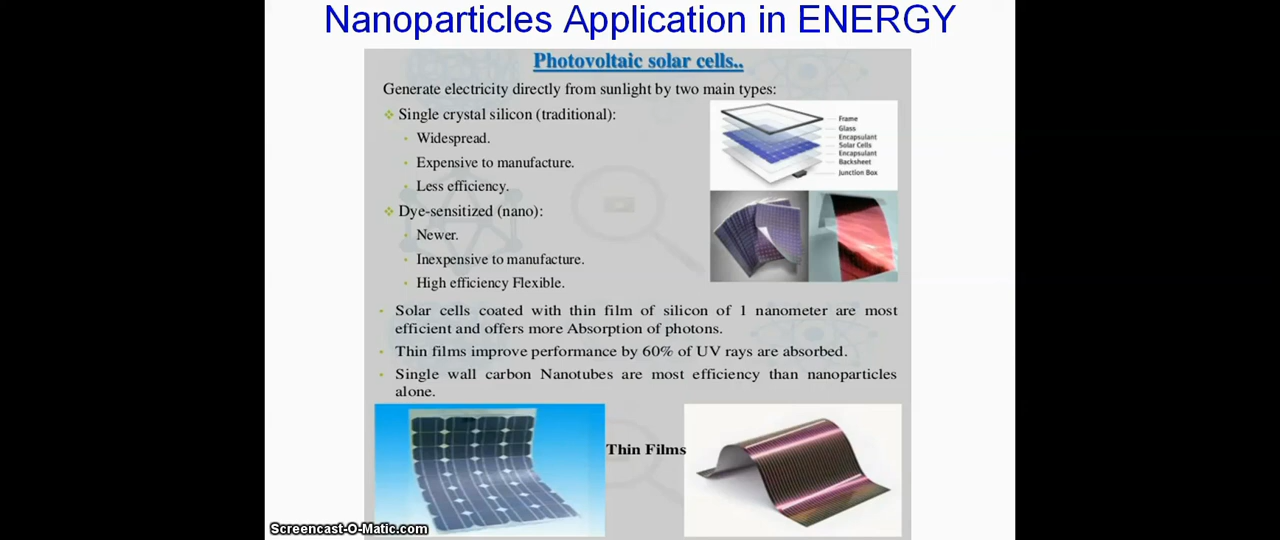 Nanoparticles Application in ENERGY
Photovoltaic solar cells..
Generate electricity directly from sunlight by two main types:
Single crystal silicon (traditional):
Widespread.
Expensive to manufacture.
Less efficiency.
Dye-sensitized (nano):
Newer.
Inexpensive to manufacture.
High efficiency Flexible.
Frame
Glass
Encapsulant
Solar Cells
Encapsulant
Backsheet
Junction Box
Solar cells coated with thin film of silicon of 1 nanometer are most
efficient and offers more Absorption of photons.
Thin films improve performance by 60% of UV rays are absorbed.
Single wall carbon Nanotubes are most efficiency than nanoparticles
alone.
Thin Films
Screencast-O-Matic.com